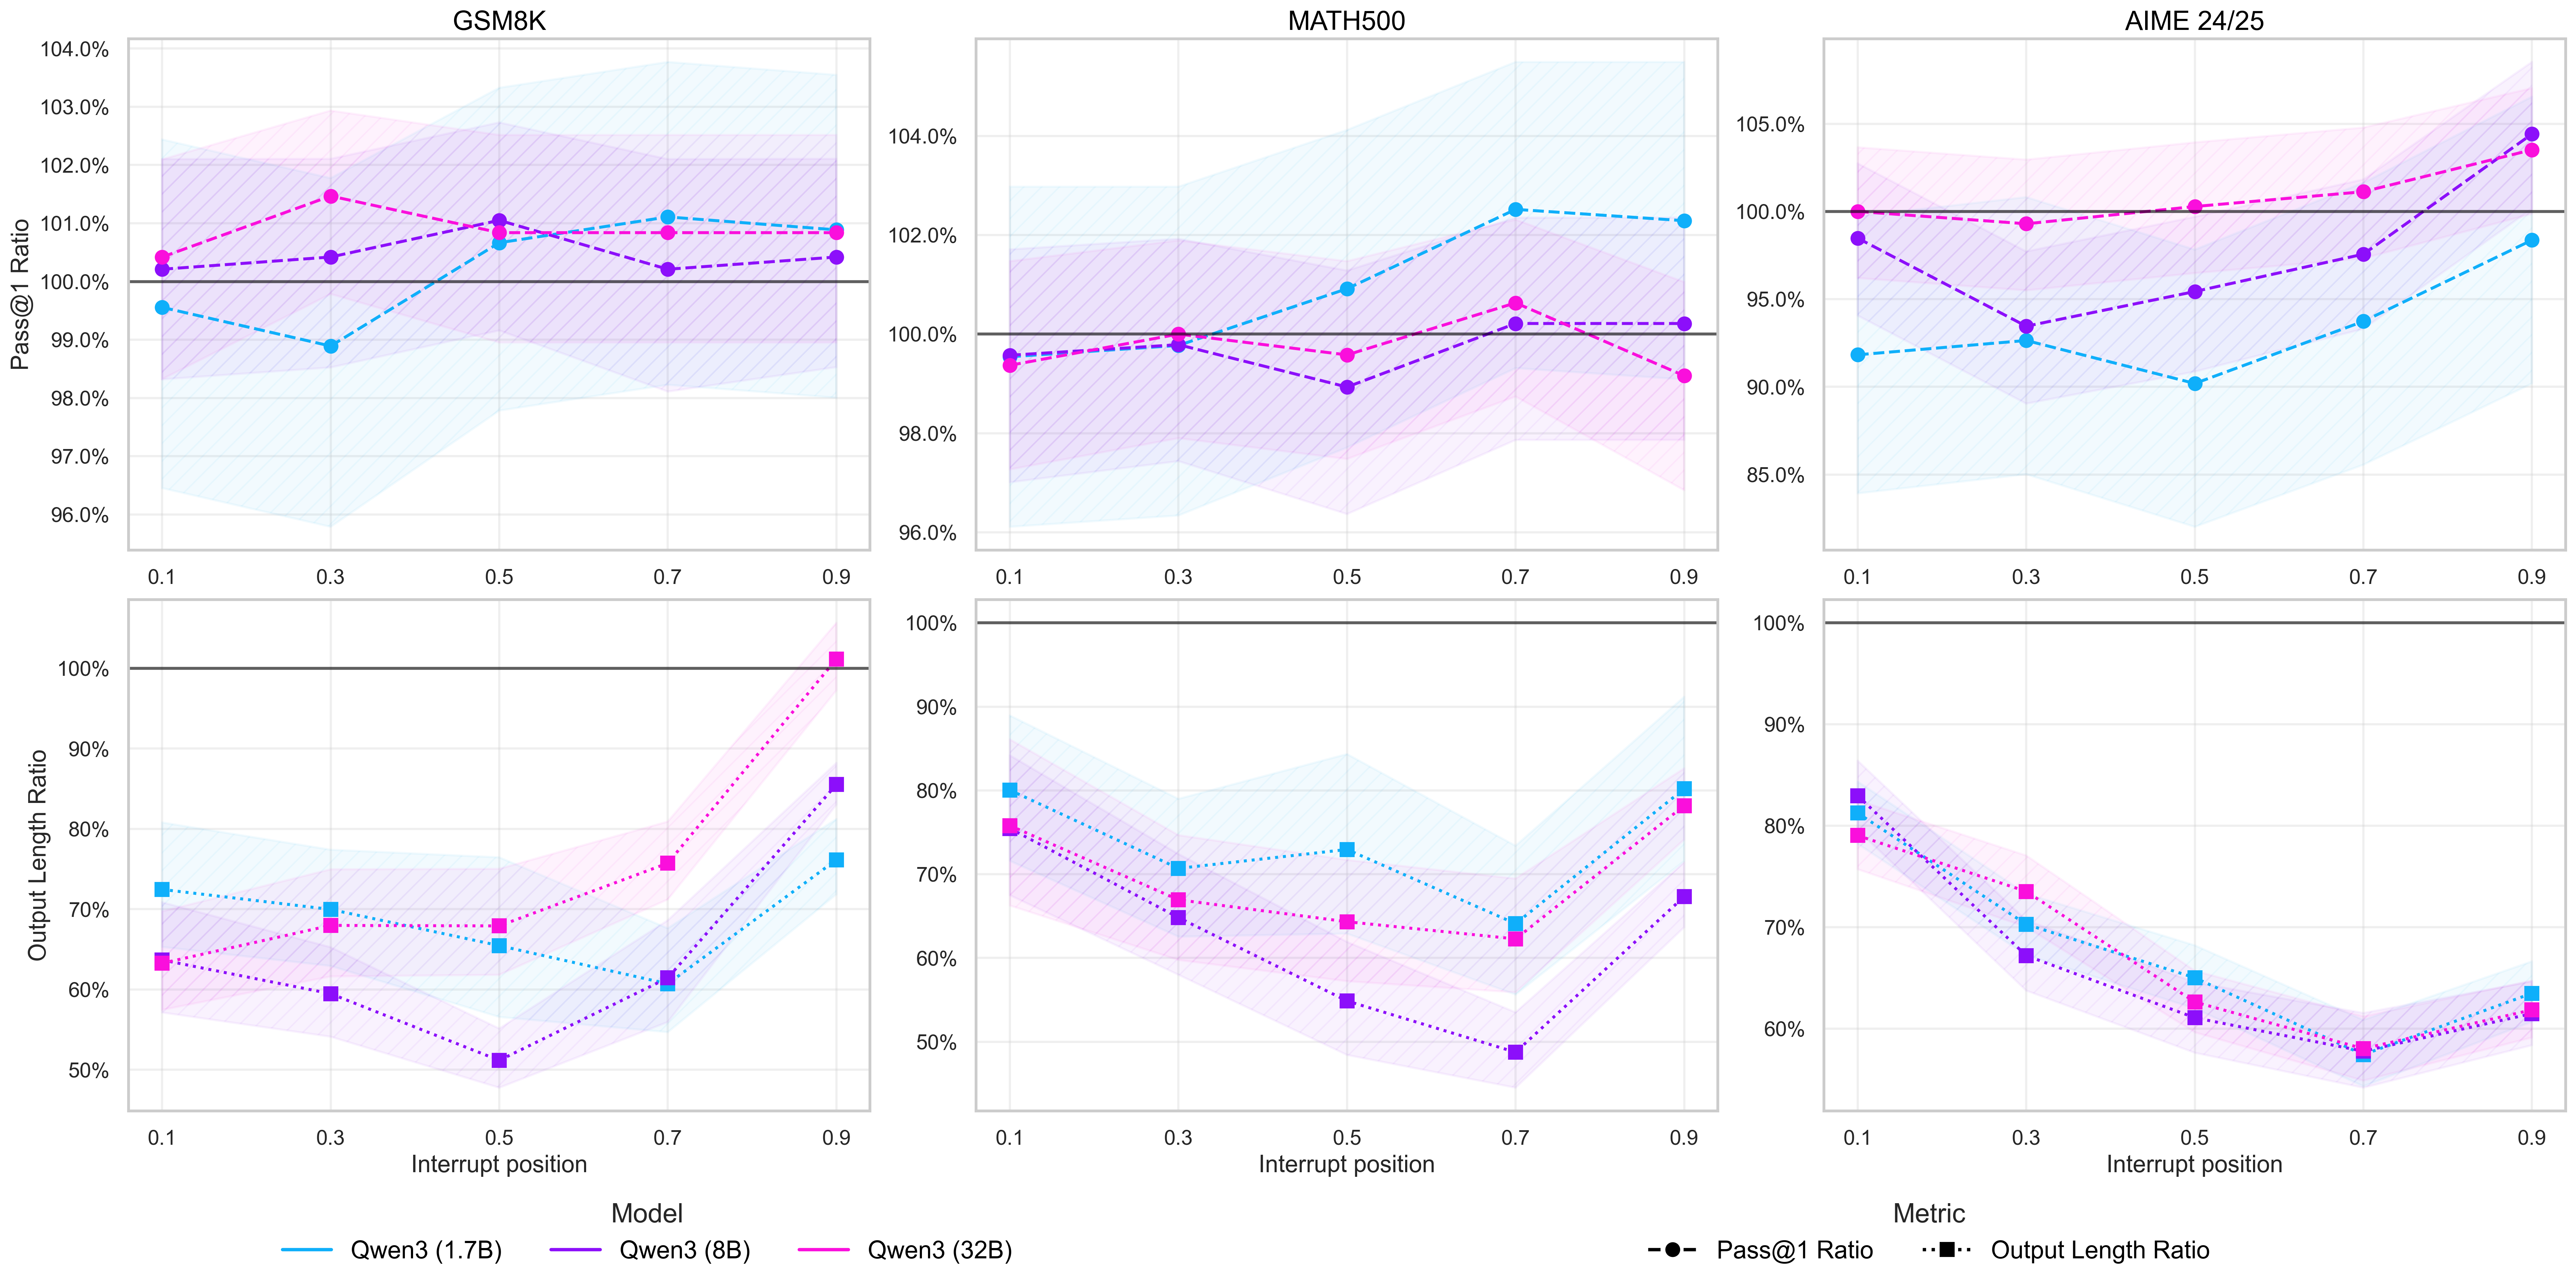 GSM8K
MATH500
AIME 24/25
Pass@1 Ratio
104.0%
103.0%
102.0%
101.0%
100.0%
99.0%
98.0%
97.0%
96.0%
0.1 0.3 0.5 0.7 0.9
104.0%
102.0%
100.0%
98.0%
96.0%
0.1 0.3 0.5 0.7 0.9
105.0%
100.0%
95.0%
90.0%
85.0%
0.1 0.3 0.5 0.7 0.9
Output Length Ratio
100%
90%
80%
70%
60%
50%
0.1 0.3 0.5 0.7 0.9
Interrupt position
100%
90%
80%
70%
60%
50%
0.1 0.3 0.5 0.7 0.9
Interrupt position
100%
90%
80%
70%
60%
0.1 0.3 0.5 0.7 0.9
Interrupt position
Model
Qwen3 (1.7B) Qwen3 (8B) Qwen3 (32B)
Metric
Pass@1 Ratio Output Length Ratio